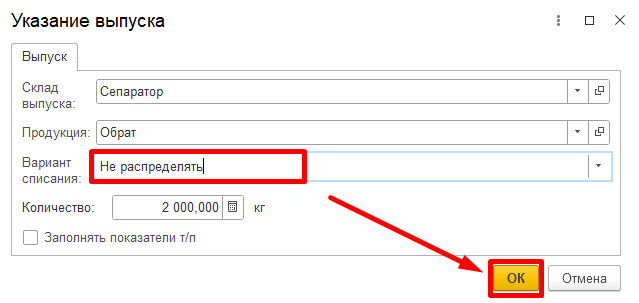 Указание выпуска
Выпуск
Склад выпуска: Сепаратор
Продукция: Обрат
Вариант списания: Не распределять
Количество: 2 000,000 кг
Заполнять показатели т/п
ОК Отмена